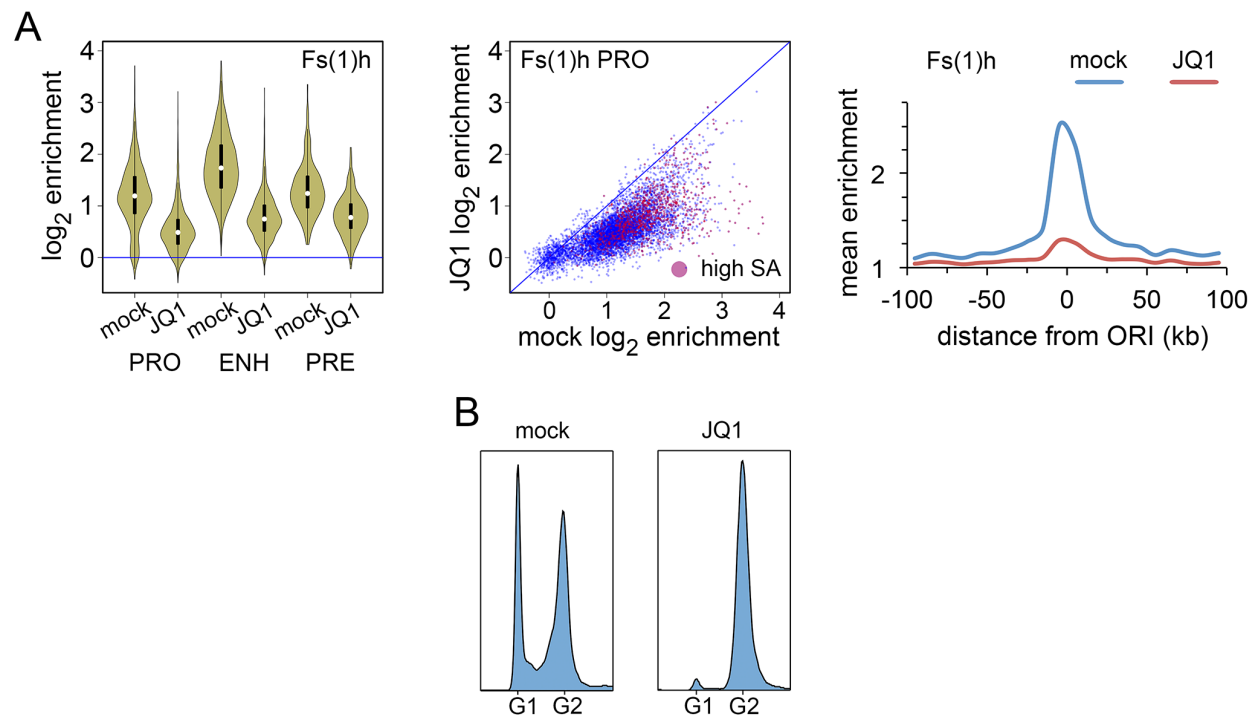 A
Fs(1)h
log2 enrichment
4
3
2
1
0
mock JQ1 mock JQ1 mock JQ1
PRO ENH PRE
Fs(1)h PRO
JQ1 log2 enrichment
4
3
2
1
0
high SA
0 1 2 3 4
mock log2 enrichment
Fs(1)h mock JQ1
mean enrichment
2
1
-100 -50 0 50 100
distance from ORI (kb)
B
mock
G1 G2
JQ1
G1 G2